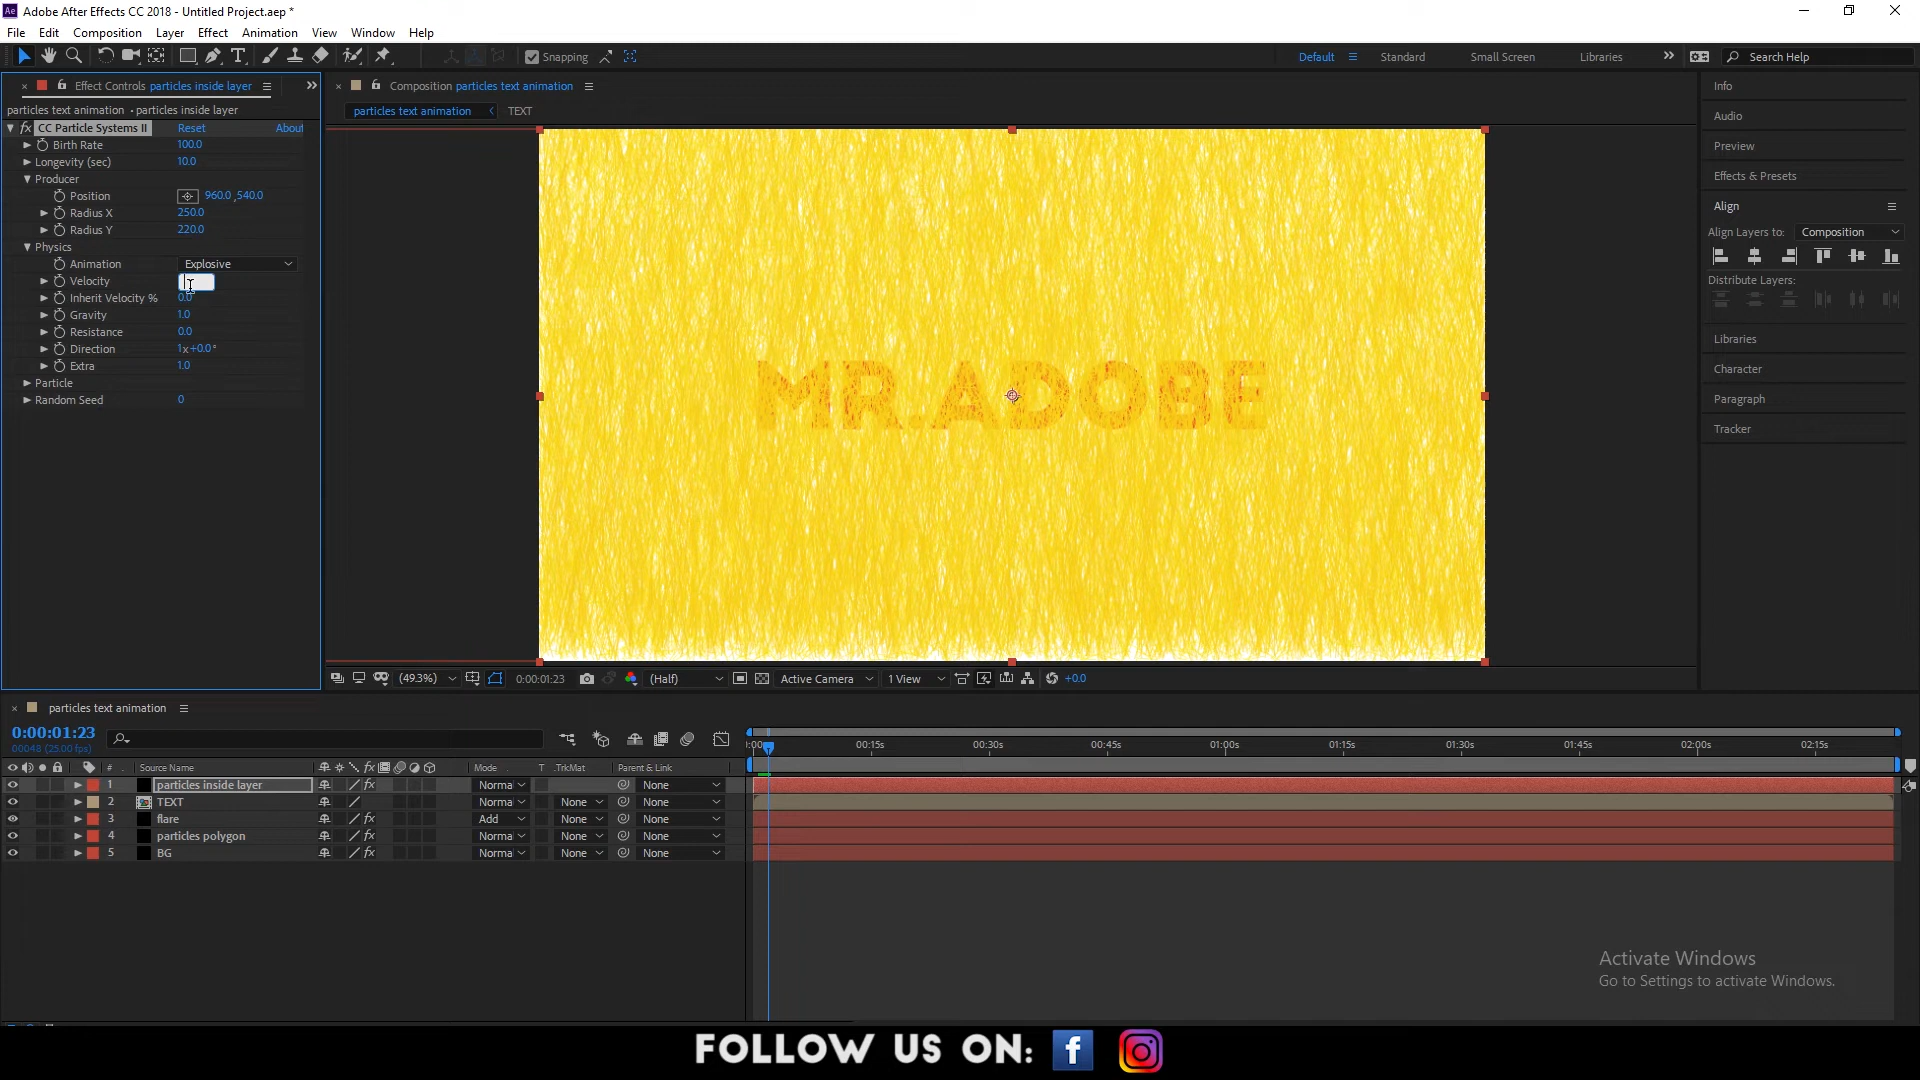 Adobe After Effects CC 2018 - Untitled Project.aep *
File Edit Composition Layer Effect Animation View Window Help
Snapping Default Standard Small Screen Libraries Search Help
Effect Controls particles inside layer
particles text animation • particles inside layer
fx CC Particle Systems II Reset About
Birth Rate 100.0
Longevity (sec) 10.0
Producer
Position 960.0 ,540.0
Radius X 250.0
Radius Y 220.0
Physics
Animation Explosive
Velocity
Inherit Velocity % 0.0
Gravity 1.0
Resistance 0.0
Direction 1x+0.0°
Extra 1.0
Particle
Random Seed 0
Composition particles text animation
particles text animation TEXT
MR.ADOBE
(49.3%) 0:00:01:23 (Half) Active Camera 1 View +0.0
Info
Audio
Preview
Effects & Presets
Align
Align Layers to: Composition
Distribute Layers:
Libraries
Character
Paragraph
Tracker
particles text animation
0:00:01:23
00048 (25.00 fps)
# Source Name fx Mode T .TrkMat Parent & Link
00:15s 00:30s 00:45s 01:00s 01:15s 01:30s 01:45s 02:00s 02:15s
1 particles inside layer fx Norma None
2 TEXT Norma None None
3 flare fx Add None None
4 particles polygon fx Norma None None
5 BG fx Norma None None
Activate Windows
Go to Settings to activate Windows.
FOLLOW US ON: